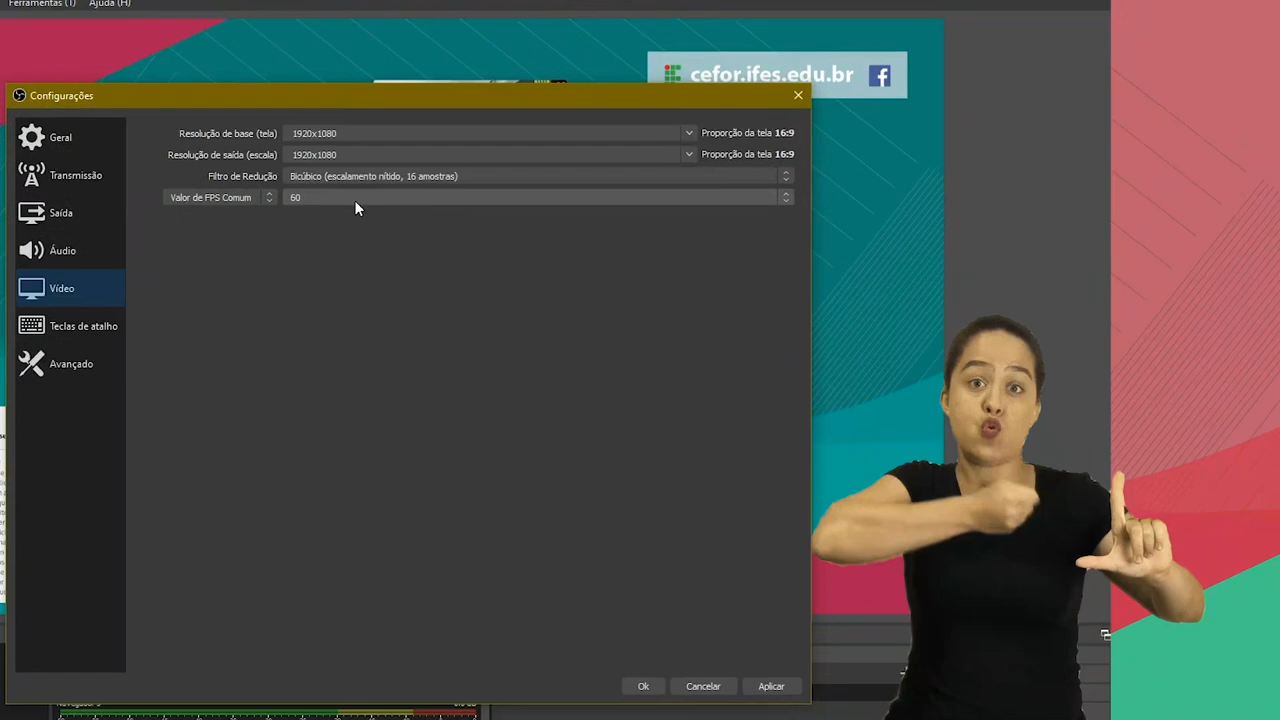 Ferramentas (T) Ajuda (H)
cefor.ifes.edu.br
Configurações
Geral
Transmissão
Saída
Áudio
Vídeo
Teclas de atalho
Avançado
Resolução de base (tela) 1920x1080 Proporção da tela 16:9
Resolução de saída (escala) 1920x1080 Proporção da tela 16:9
Filtro de Redução Bicúbico (escalamento nítido, 16 amostras)
Valor de FPS Comum 60
Ok Cancelar Aplicar